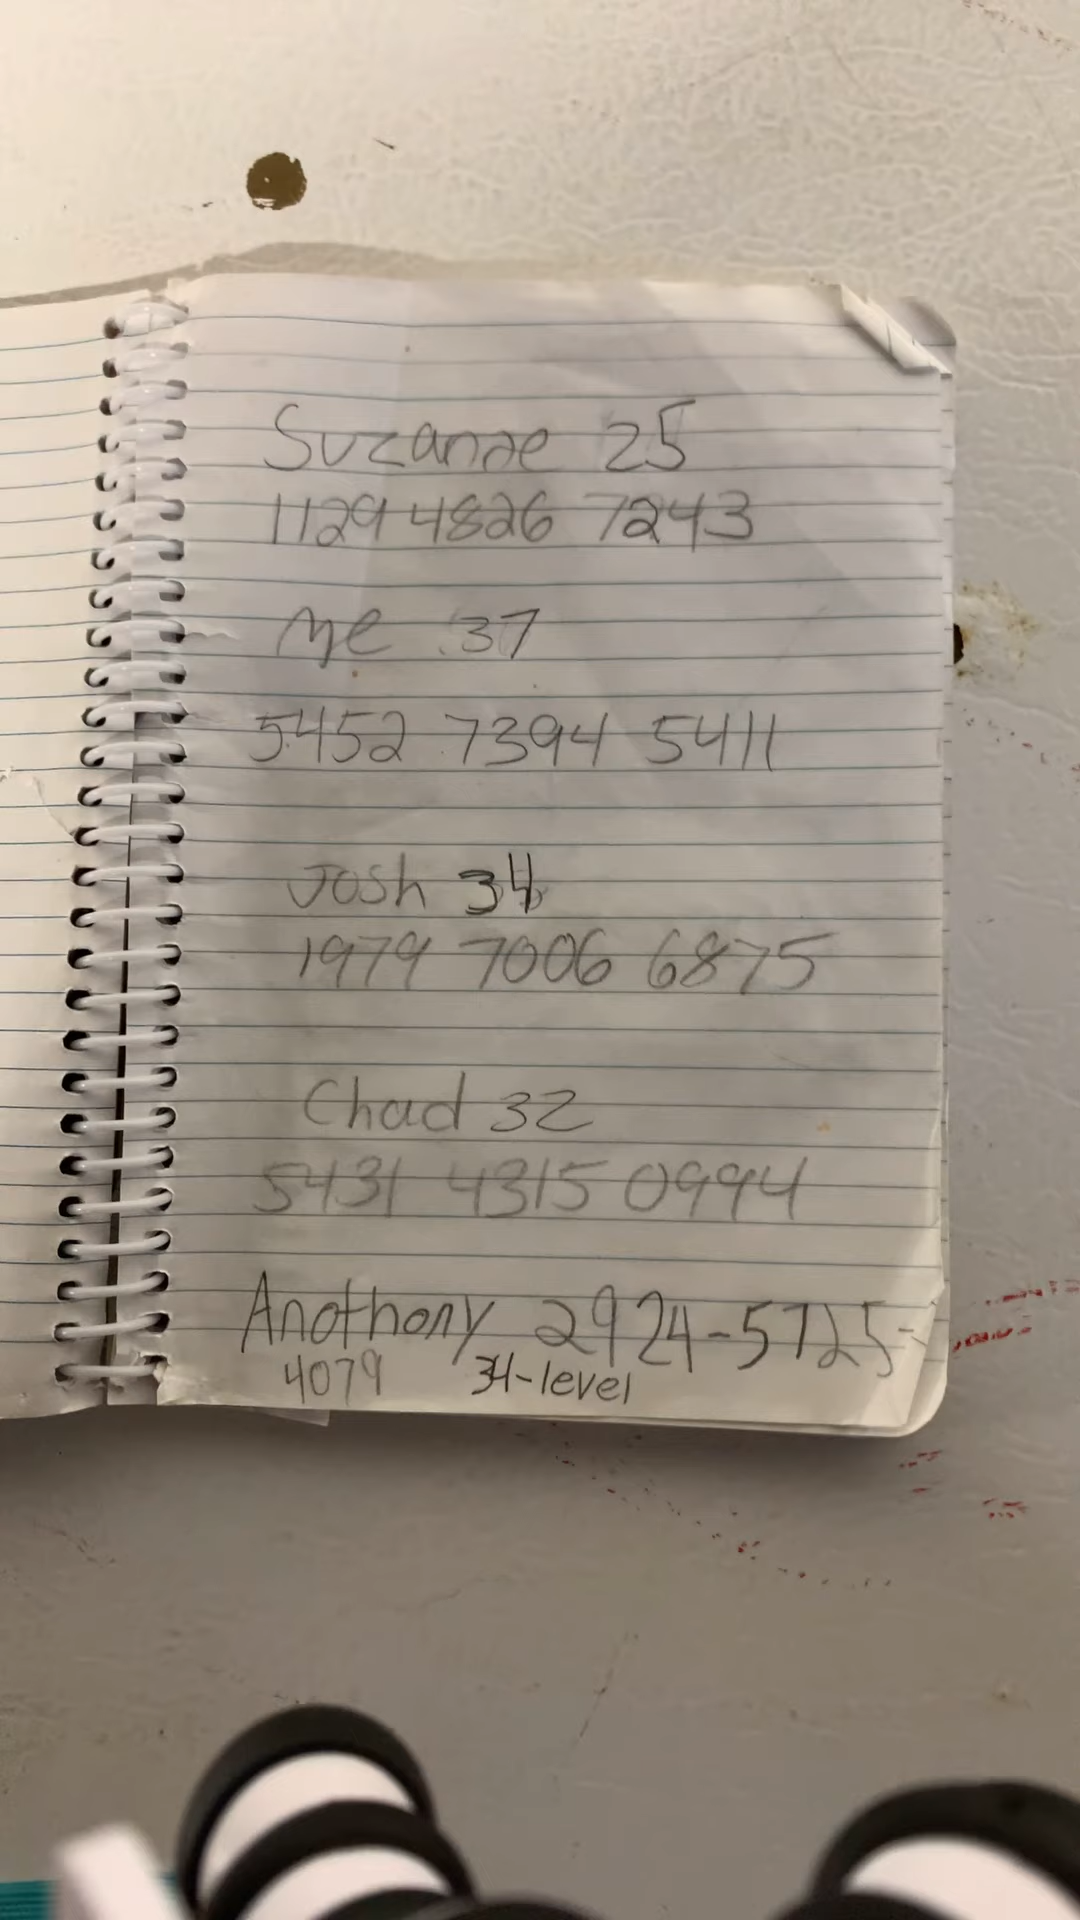 Suzanne 25
1129 4826 7243
Me 37
5452 7394 5411
Josh 34
1979 7006 6875
Chad 32
5431 4315 0994
Anothony 2924-5725-
4079 34-level